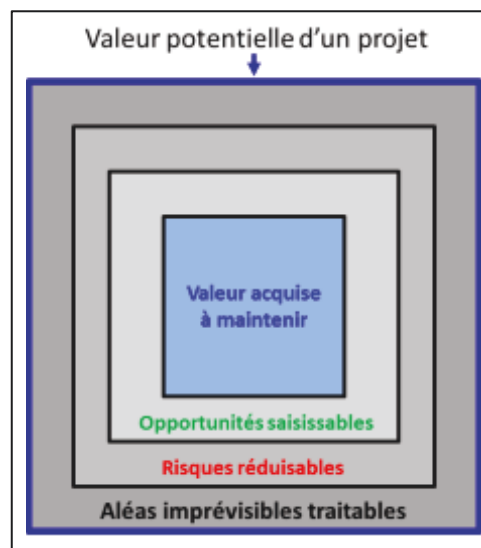 Valeur potentielle d'un projet
Valeur acquise
à maintenir
Opportunités saisissables
Risques réduisables
Aléas imprévisibles traitables